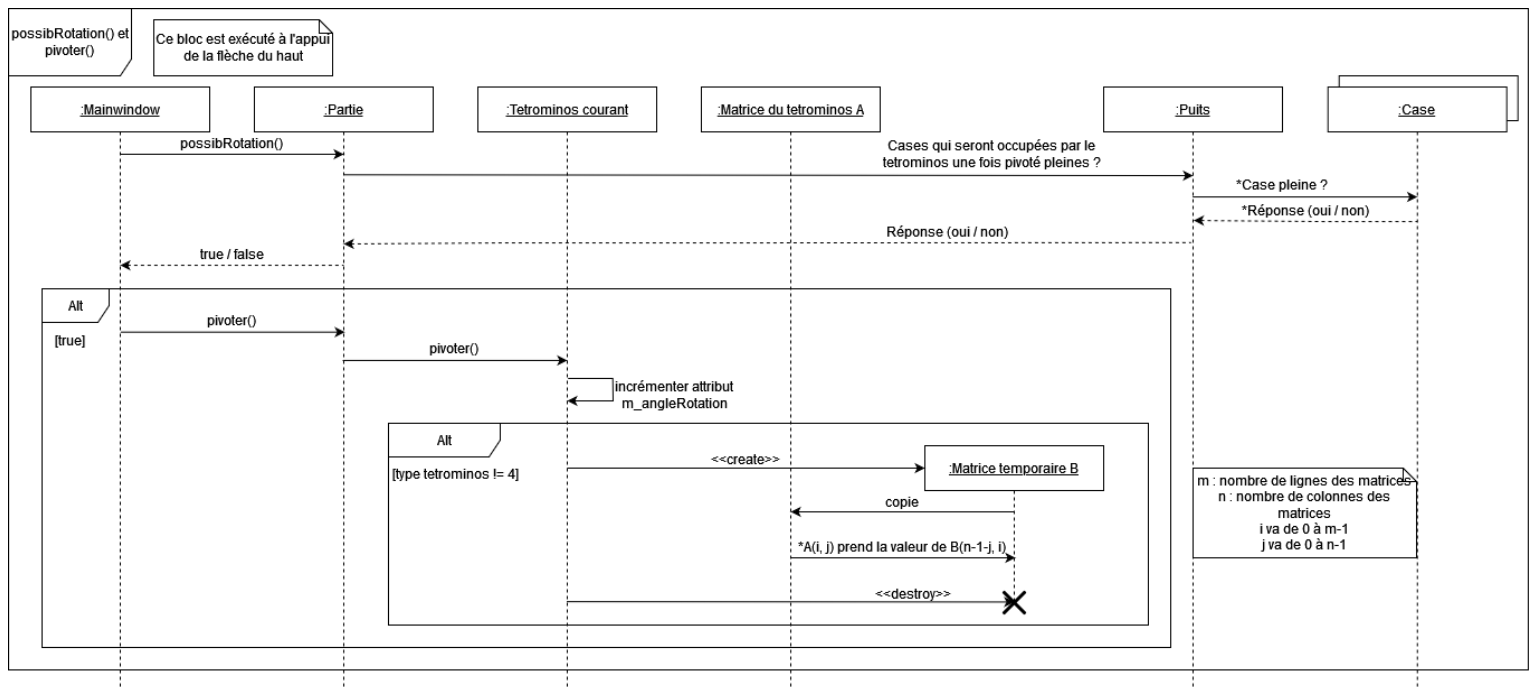 possibRotation() et
pivoter()
Ce bloc est exécuté à l'appui
de la flèche du haut
:Mainwindow
:Partie
:Tetrominos courant
:Matrice du tetrominos A
:Puits
:Case
possibRotation()
Cases qui seront occupées par le
tetrominos une fois pivoté pleines ?
*Case pleine ?
*Réponse (oui / non)
Réponse (oui / non)
true / false
Alt
[true]
pivoter()
pivoter()
incrémenter attribut
m_angleRotation
Alt
[type tetrominos != 4]
<<create>>
:Matrice temporaire B
copie
*A(i, j) prend la valeur de B(n-1-j, i)
<<destroy>>
m : nombre de lignes des matrices
n : nombre de colonnes des
matrices
i va de 0 à m-1
j va de 0 à n-1